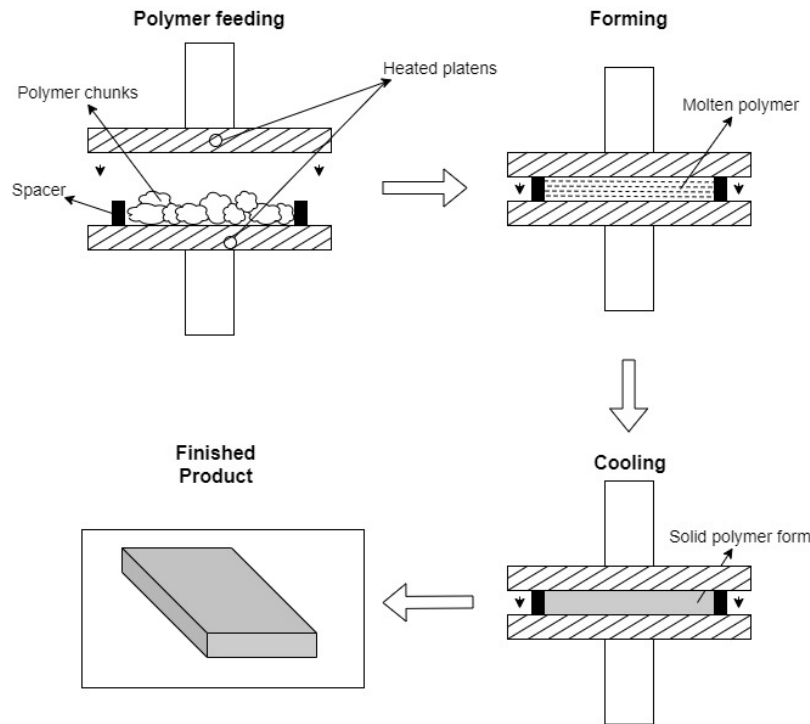 Polymer feeding
Forming
Polymer chunks
Heated platens
Molten polymer
Spacer
Finished
Product
Cooling
Solid polymer form